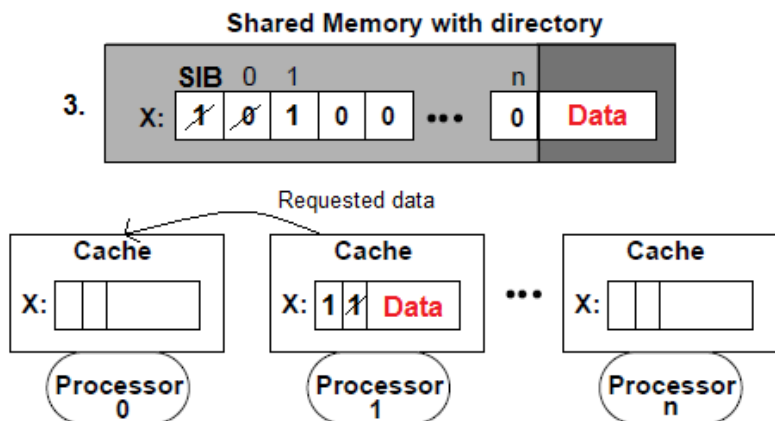 Shared Memory with directory
SIB 0 1 n
3. X: 1 0 1 0 0 ••• 0 Data
Requested data
Cache Cache Cache
X: X: 1 1 Data ••• X:
Processor Processor Processor
0 1 n